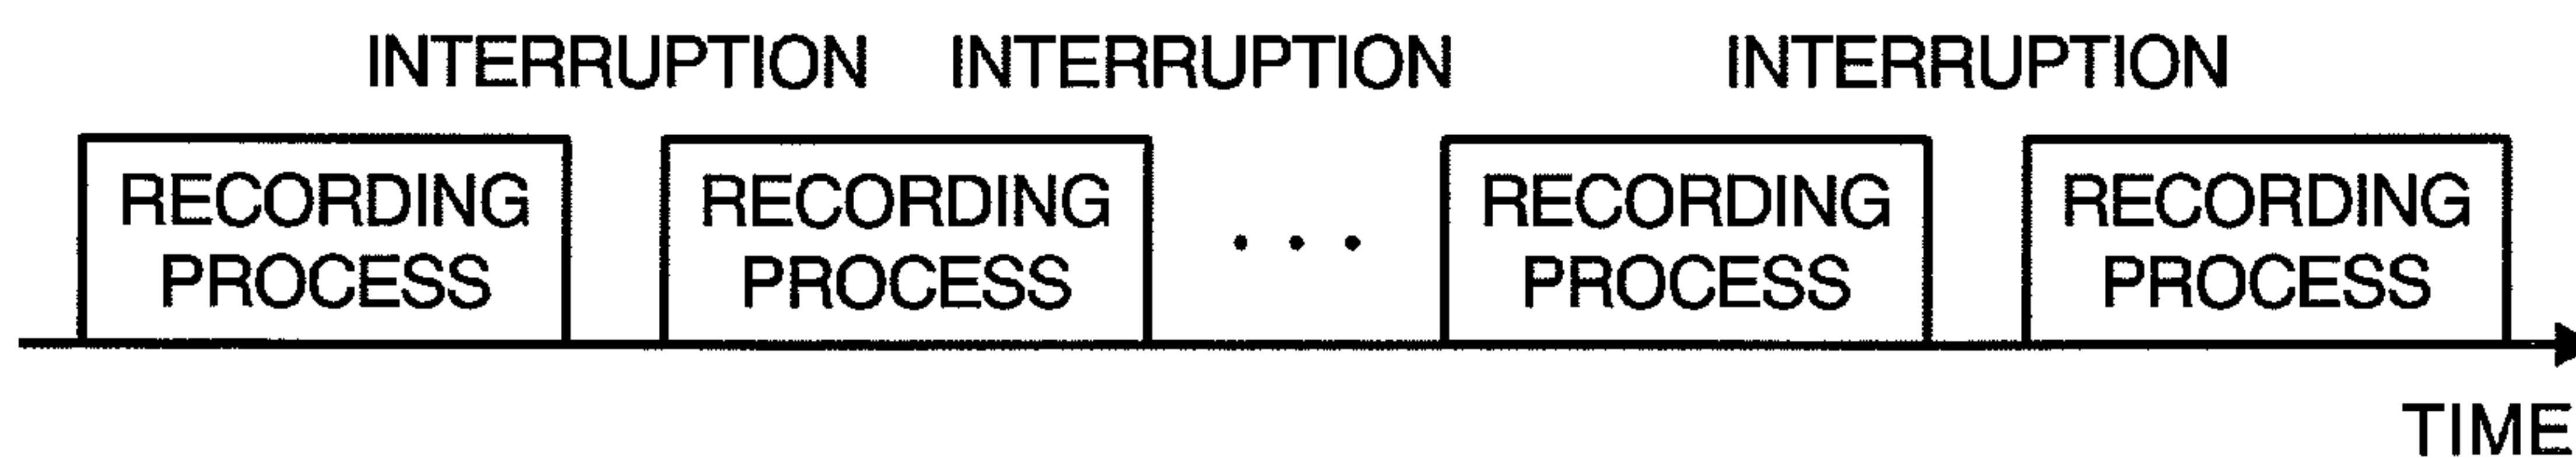 INTERRUPTION INTERRUPTION INTERRUPTION
RECORDING RECORDING RECORDING RECORDING
PROCESS PROCESS . . . PROCESS PROCESS
TIME